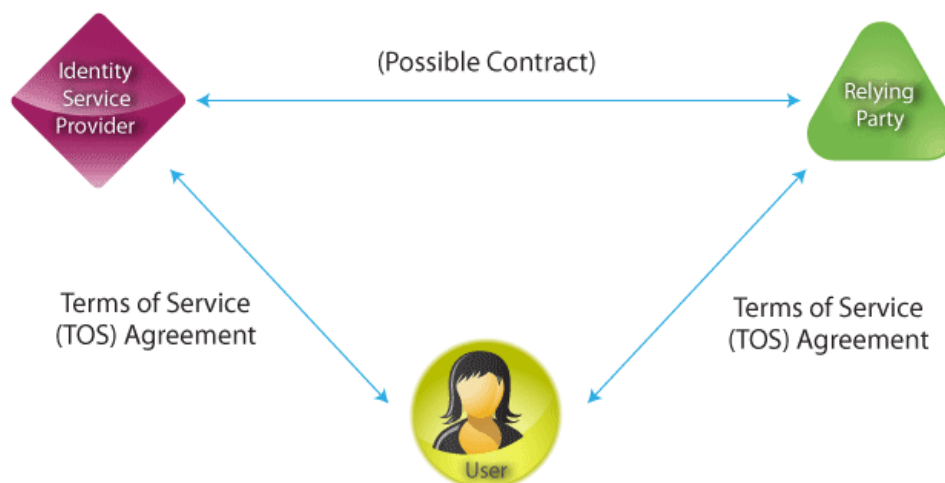 (Possible Contract)
Identity
Service
Provider
Relying
Party
Terms of Service
(TOS) Agreement
Terms of Service
(TOS) Agreement
User